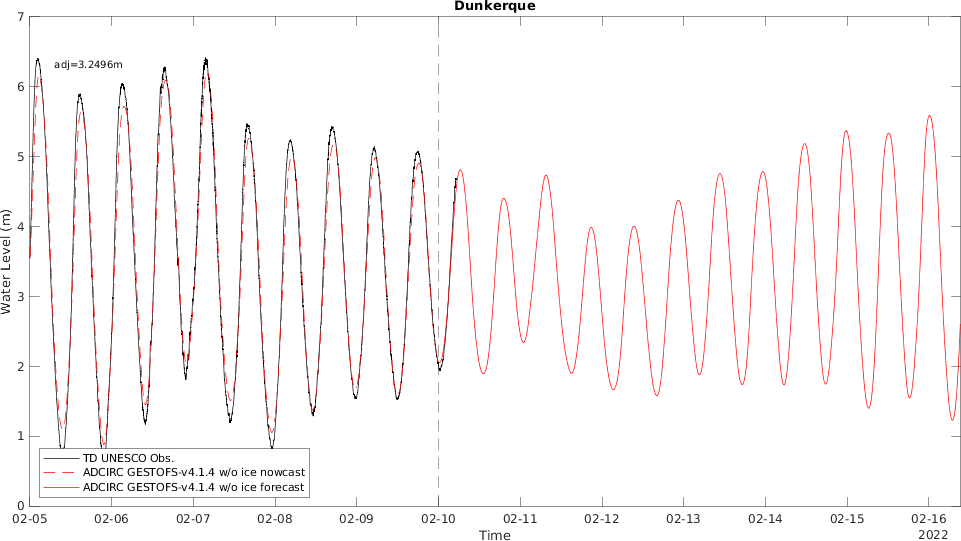 Dunkerque
7
6
5
4
3
2
1
0
Water Level (m)
adj=3.2496m
TD UNESCO Obs.
ADCIRC GESTOFS-v4.1.4 w/o ice nowcast
ADCIRC GESTOFS-v4.1.4 w/o ice forecast
02-05 02-06 02-07 02-08 02-09 02-10 02-11 02-12 02-13 02-14 02-15 02-16
Time
2022